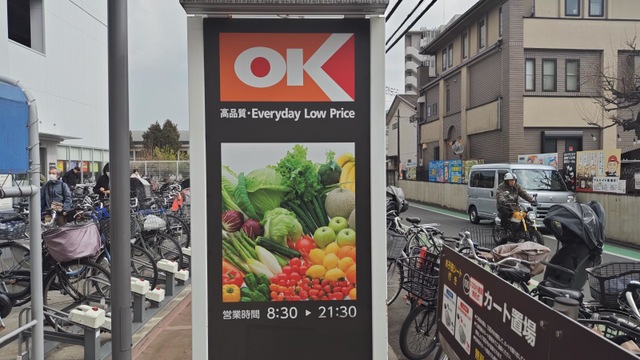 OK
高品質・Everyday Low Price
営業時間 8:30 ▶ 21:30
カート置場